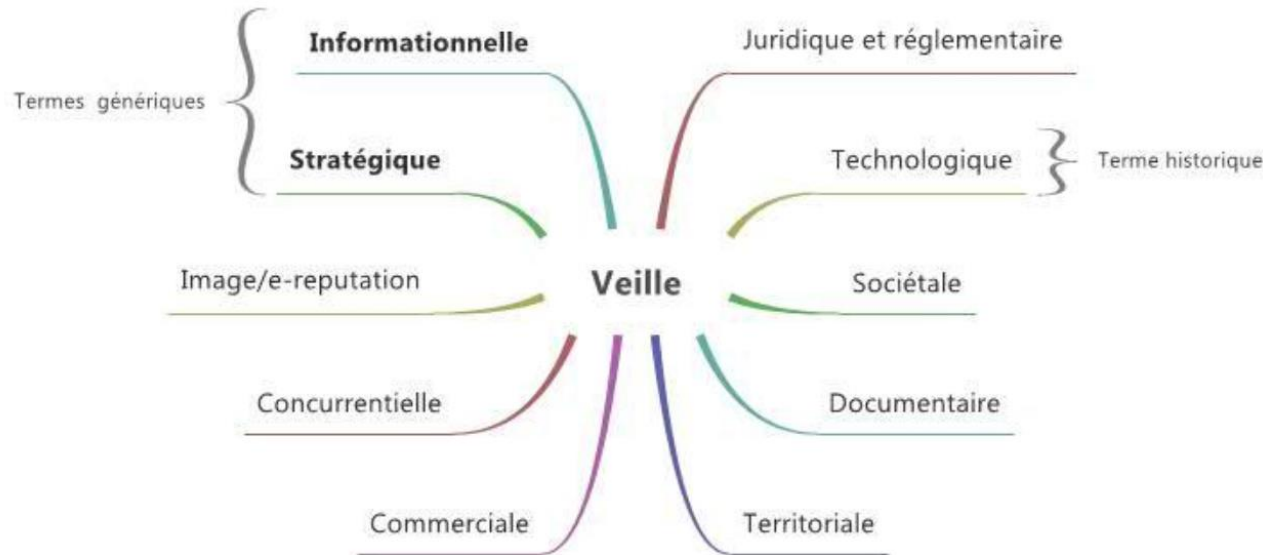 Informationnelle
Juridique et réglementaire
Termes génériques
Stratégique
Technologique
Terme historique
Image/e-reputation
Veille
Sociétale
Concurrentielle
Documentaire
Commerciale
Territoriale